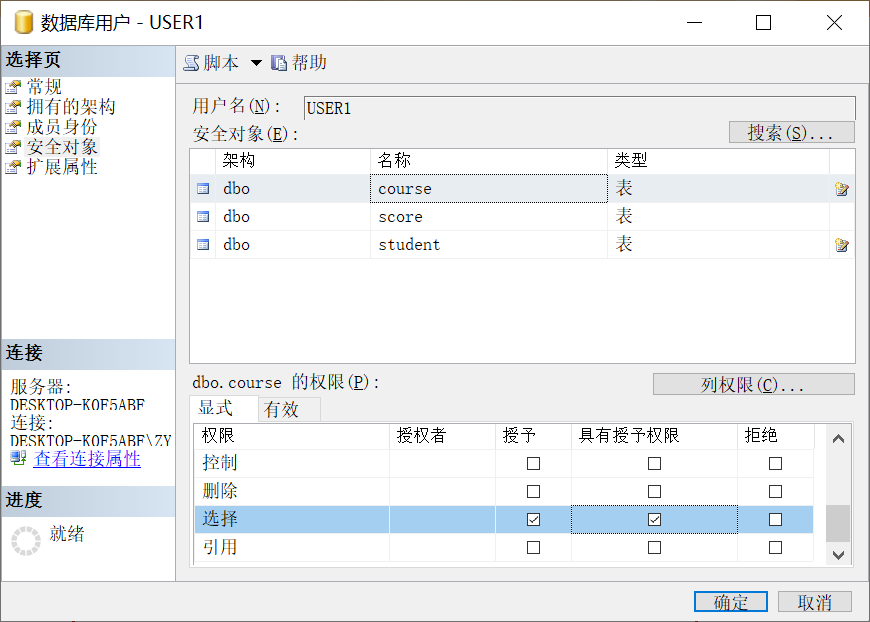 数据库用户 - USER1
选择页
常规
拥有的架构
成员身份
安全对象
扩展属性
连接
服务器:
DESKTOP-K0F5ABF
连接:
DESKTOP-K0F5ABF\ZY
查看连接属性
进度
就绪
脚本 帮助
用户名(N): USER1
安全对象(E): 搜索(S)...
架构 名称 类型
dbo course 表
dbo score 表
dbo student 表
dbo.course 的权限(P): 列权限(C)...
显式 有效
权限 授权者 授予 具有授予权限 拒绝
控制
删除
选择
引用
确定 取消